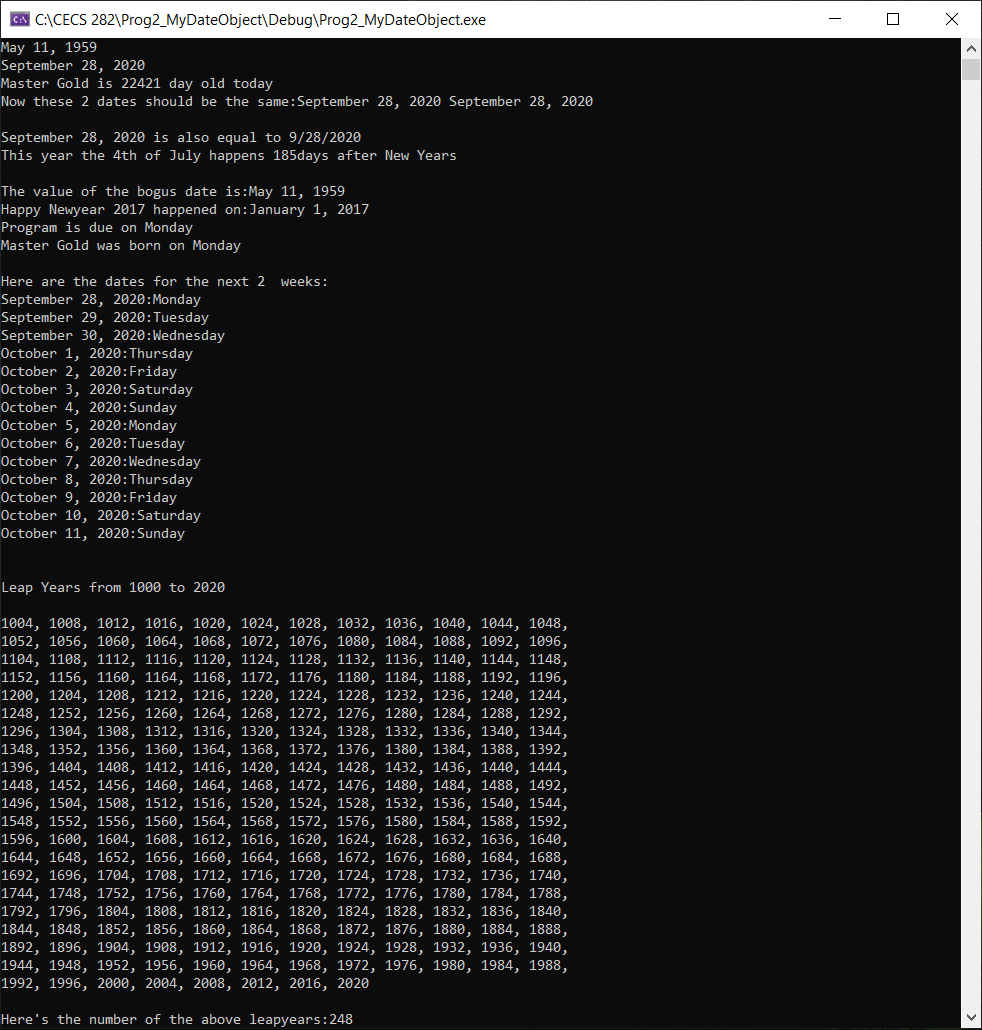 C:\CECS 282\Prog2_MyDateObject\Debug\Prog2_MyDateObject.exe
May 11, 1959
September 28, 2020
Master Gold is 22421 day old today
Now these 2 dates should be the same:September 28, 2020 September 28, 2020
September 28, 2020 is also equal to 9/28/2020
This year the 4th of July happens 185days after New Years
The value of the bogus date is:May 11, 1959
Happy Newyear 2017 happened on:January 1, 2017
Program is due on Monday
Master Gold was born on Monday
Here are the dates for the next 2  weeks:
September 28, 2020:Monday
September 29, 2020:Tuesday
September 30, 2020:Wednesday
October 1, 2020:Thursday
October 2, 2020:Friday
October 3, 2020:Saturday
October 4, 2020:Sunday
October 5, 2020:Monday
October 6, 2020:Tuesday
October 7, 2020:Wednesday
October 8, 2020:Thursday
October 9, 2020:Friday
October 10, 2020:Saturday
October 11, 2020:Sunday
Leap Years from 1000 to 2020
1004, 1008, 1012, 1016, 1020, 1024, 1028, 1032, 1036, 1040, 1044, 1048,
1052, 1056, 1060, 1064, 1068, 1072, 1076, 1080, 1084, 1088, 1092, 1096,
1104, 1108, 1112, 1116, 1120, 1124, 1128, 1132, 1136, 1140, 1144, 1148,
1152, 1156, 1160, 1164, 1168, 1172, 1176, 1180, 1184, 1188, 1192, 1196,
1200, 1204, 1208, 1212, 1216, 1220, 1224, 1228, 1232, 1236, 1240, 1244,
1248, 1252, 1256, 1260, 1264, 1268, 1272, 1276, 1280, 1284, 1288, 1292,
1296, 1304, 1308, 1312, 1316, 1320, 1324, 1328, 1332, 1336, 1340, 1344,
1348, 1352, 1356, 1360, 1364, 1368, 1372, 1376, 1380, 1384, 1388, 1392,
1396, 1404, 1408, 1412, 1416, 1420, 1424, 1428, 1432, 1436, 1440, 1444,
1448, 1452, 1456, 1460, 1464, 1468, 1472, 1476, 1480, 1484, 1488, 1492,
1496, 1504, 1508, 1512, 1516, 1520, 1524, 1528, 1532, 1536, 1540, 1544,
1548, 1552, 1556, 1560, 1564, 1568, 1572, 1576, 1580, 1584, 1588, 1592,
1596, 1600, 1604, 1608, 1612, 1616, 1620, 1624, 1628, 1632, 1636, 1640,
1644, 1648, 1652, 1656, 1660, 1664, 1668, 1672, 1676, 1680, 1684, 1688,
1692, 1696, 1704, 1708, 1712, 1716, 1720, 1724, 1728, 1732, 1736, 1740,
1744, 1748, 1752, 1756, 1760, 1764, 1768, 1772, 1776, 1780, 1784, 1788,
1792, 1796, 1804, 1808, 1812, 1816, 1820, 1824, 1828, 1832, 1836, 1840,
1844, 1848, 1852, 1856, 1860, 1864, 1868, 1872, 1876, 1880, 1884, 1888,
1892, 1896, 1904, 1908, 1912, 1916, 1920, 1924, 1928, 1932, 1936, 1940,
1944, 1948, 1952, 1956, 1960, 1964, 1968, 1972, 1976, 1980, 1984, 1988,
1992, 1996, 2000, 2004, 2008, 2012, 2016, 2020
Here's the number of the above leapyears:248